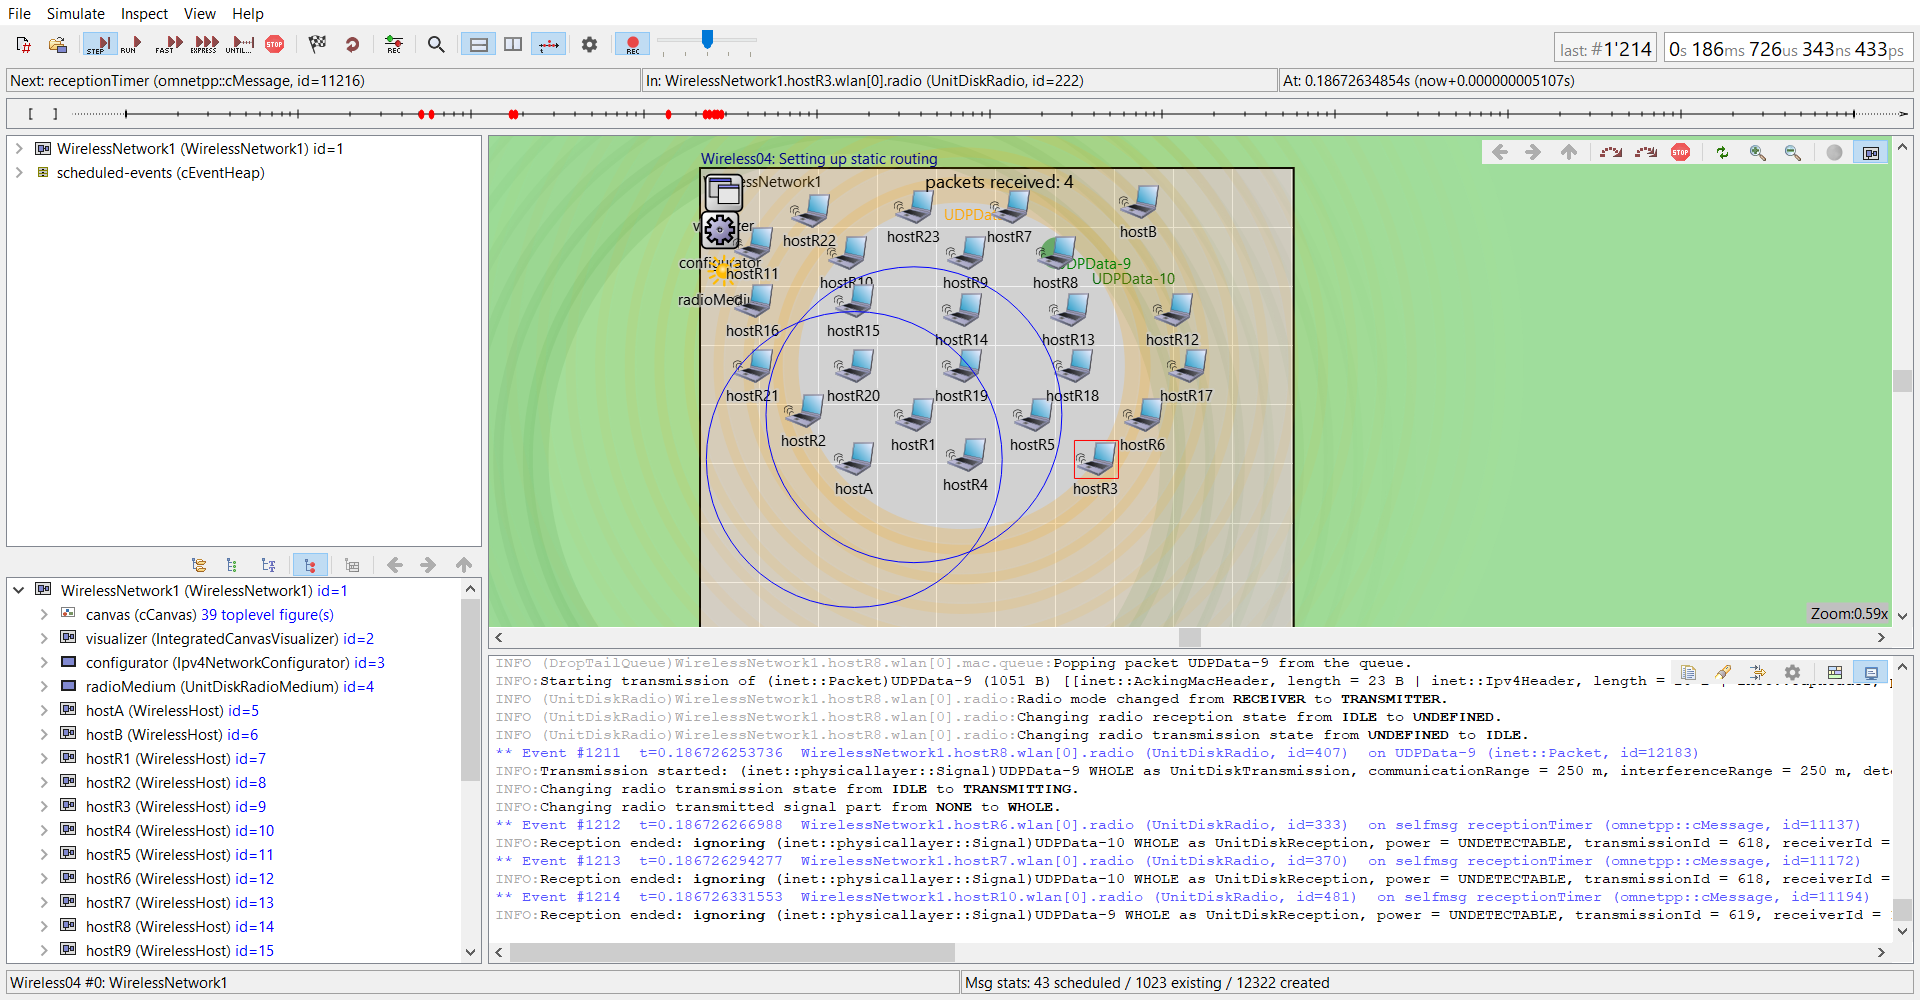 File Simulate Inspect View Help
STEP RUN FAST EXPRESS UNTIL... STOP REC REC
last: #1'214 0s 186ms 726us 343ns 433ps
Next: receptionTimer (omnetpp::cMessage, id=11216) In: WirelessNetwork1.hostR3.wlan[0].radio (UnitDiskRadio, id=222) At: 0.18672634854s (now+0.000000005107s)
[ ]
WirelessNetwork1 (WirelessNetwork1) id=1
scheduled-events (cEventHeap)
Wireless04: Setting up static routing
packets received: 4
STOP
hostR22
hostR23
UDPDa
hostR7
hostB
configurator
hostR11
hostR10
hostR9
hostR8
UDPData-10
hostR16
hostR15
hostR14
hostR13
hostR12
hostR21
hostR20
hostR19
hostR18
hostR17
hostR2
hostR1
hostR5
hostR6
hostA
hostR4
hostR3
Zoom:0.59x
WirelessNetwork1 (WirelessNetwork1) id=1
canvas (cCanvas) 39 toplevel figure(s)
visualizer (IntegratedCanvasVisualizer) id=2
configurator (Ipv4NetworkConfigurator) id=3
radioMedium (UnitDiskRadioMedium) id=4
hostA (WirelessHost) id=5
hostB (WirelessHost) id=6
hostR1 (WirelessHost) id=7
hostR2 (WirelessHost) id=8
hostR3 (WirelessHost) id=9
hostR4 (WirelessHost) id=10
hostR5 (WirelessHost) id=11
hostR6 (WirelessHost) id=12
hostR7 (WirelessHost) id=13
hostR8 (WirelessHost) id=14
hostR9 (WirelessHost) id=15
INFO (DropTailQueue)WirelessNetwork1.hostR8.wlan[0].mac.queue:Popping packet UDPData-9 from the queue.
INFO:Starting transmission of (inet::Packet)UDPData-9 (1051 B) [[inet::AckingMacHeader, length = 23 B | inet::Ipv4Header, length =
INFO (UnitDiskRadio)WirelessNetwork1.hostR8.wlan[0].radio:Radio mode changed from RECEIVER to TRANSMITTER.
INFO (UnitDiskRadio)WirelessNetwork1.hostR8.wlan[0].radio:Changing radio reception state from IDLE to UNDEFINED.
INFO (UnitDiskRadio)WirelessNetwork1.hostR8.wlan[0].radio:Changing radio transmission state from UNDEFINED to IDLE.
** Event #1211 t=0.186726253736 WirelessNetwork1.hostR8.wlan[0].radio (UnitDiskRadio, id=407) on UDPData-9 (inet::Packet, id=12183)
INFO:Transmission started: (inet::physicallayer::Signal)UDPData-9 WHOLE as UnitDiskTransmission, communicationRange = 250 m, interferenceRange = 250 m, dete
INFO:Changing radio transmission state from IDLE to TRANSMITTING.
INFO:Changing radio transmitted signal part from NONE to WHOLE.
** Event #1212 t=0.186726266988 WirelessNetwork1.hostR6.wlan[0].radio (UnitDiskRadio, id=333) on selfmsg receptionTimer (omnetpp::cMessage, id=11137)
INFO:Reception ended: ignoring (inet::physicallayer::Signal)UDPData-10 WHOLE as UnitDiskReception, power = UNDETECTABLE, transmissionId = 618, receiverId =
** Event #1213 t=0.186726294277 WirelessNetwork1.hostR7.wlan[0].radio (UnitDiskRadio, id=370) on selfmsg receptionTimer (omnetpp::cMessage, id=11172)
INFO:Reception ended: ignoring (inet::physicallayer::Signal)UDPData-10 WHOLE as UnitDiskReception, power = UNDETECTABLE, transmissionId = 618, receiverId =
** Event #1214 t=0.186726331553 WirelessNetwork1.hostR10.wlan[0].radio (UnitDiskRadio, id=481) on selfmsg receptionTimer (omnetpp::cMessage, id=11194)
INFO:Reception ended: ignoring (inet::physicallayer::Signal)UDPData-9 WHOLE as UnitDiskReception, power = UNDETECTABLE, transmissionId = 619, receiverId =
Wireless04 #0: WirelessNetwork1 Msg stats: 43 scheduled / 1023 existing / 12322 created